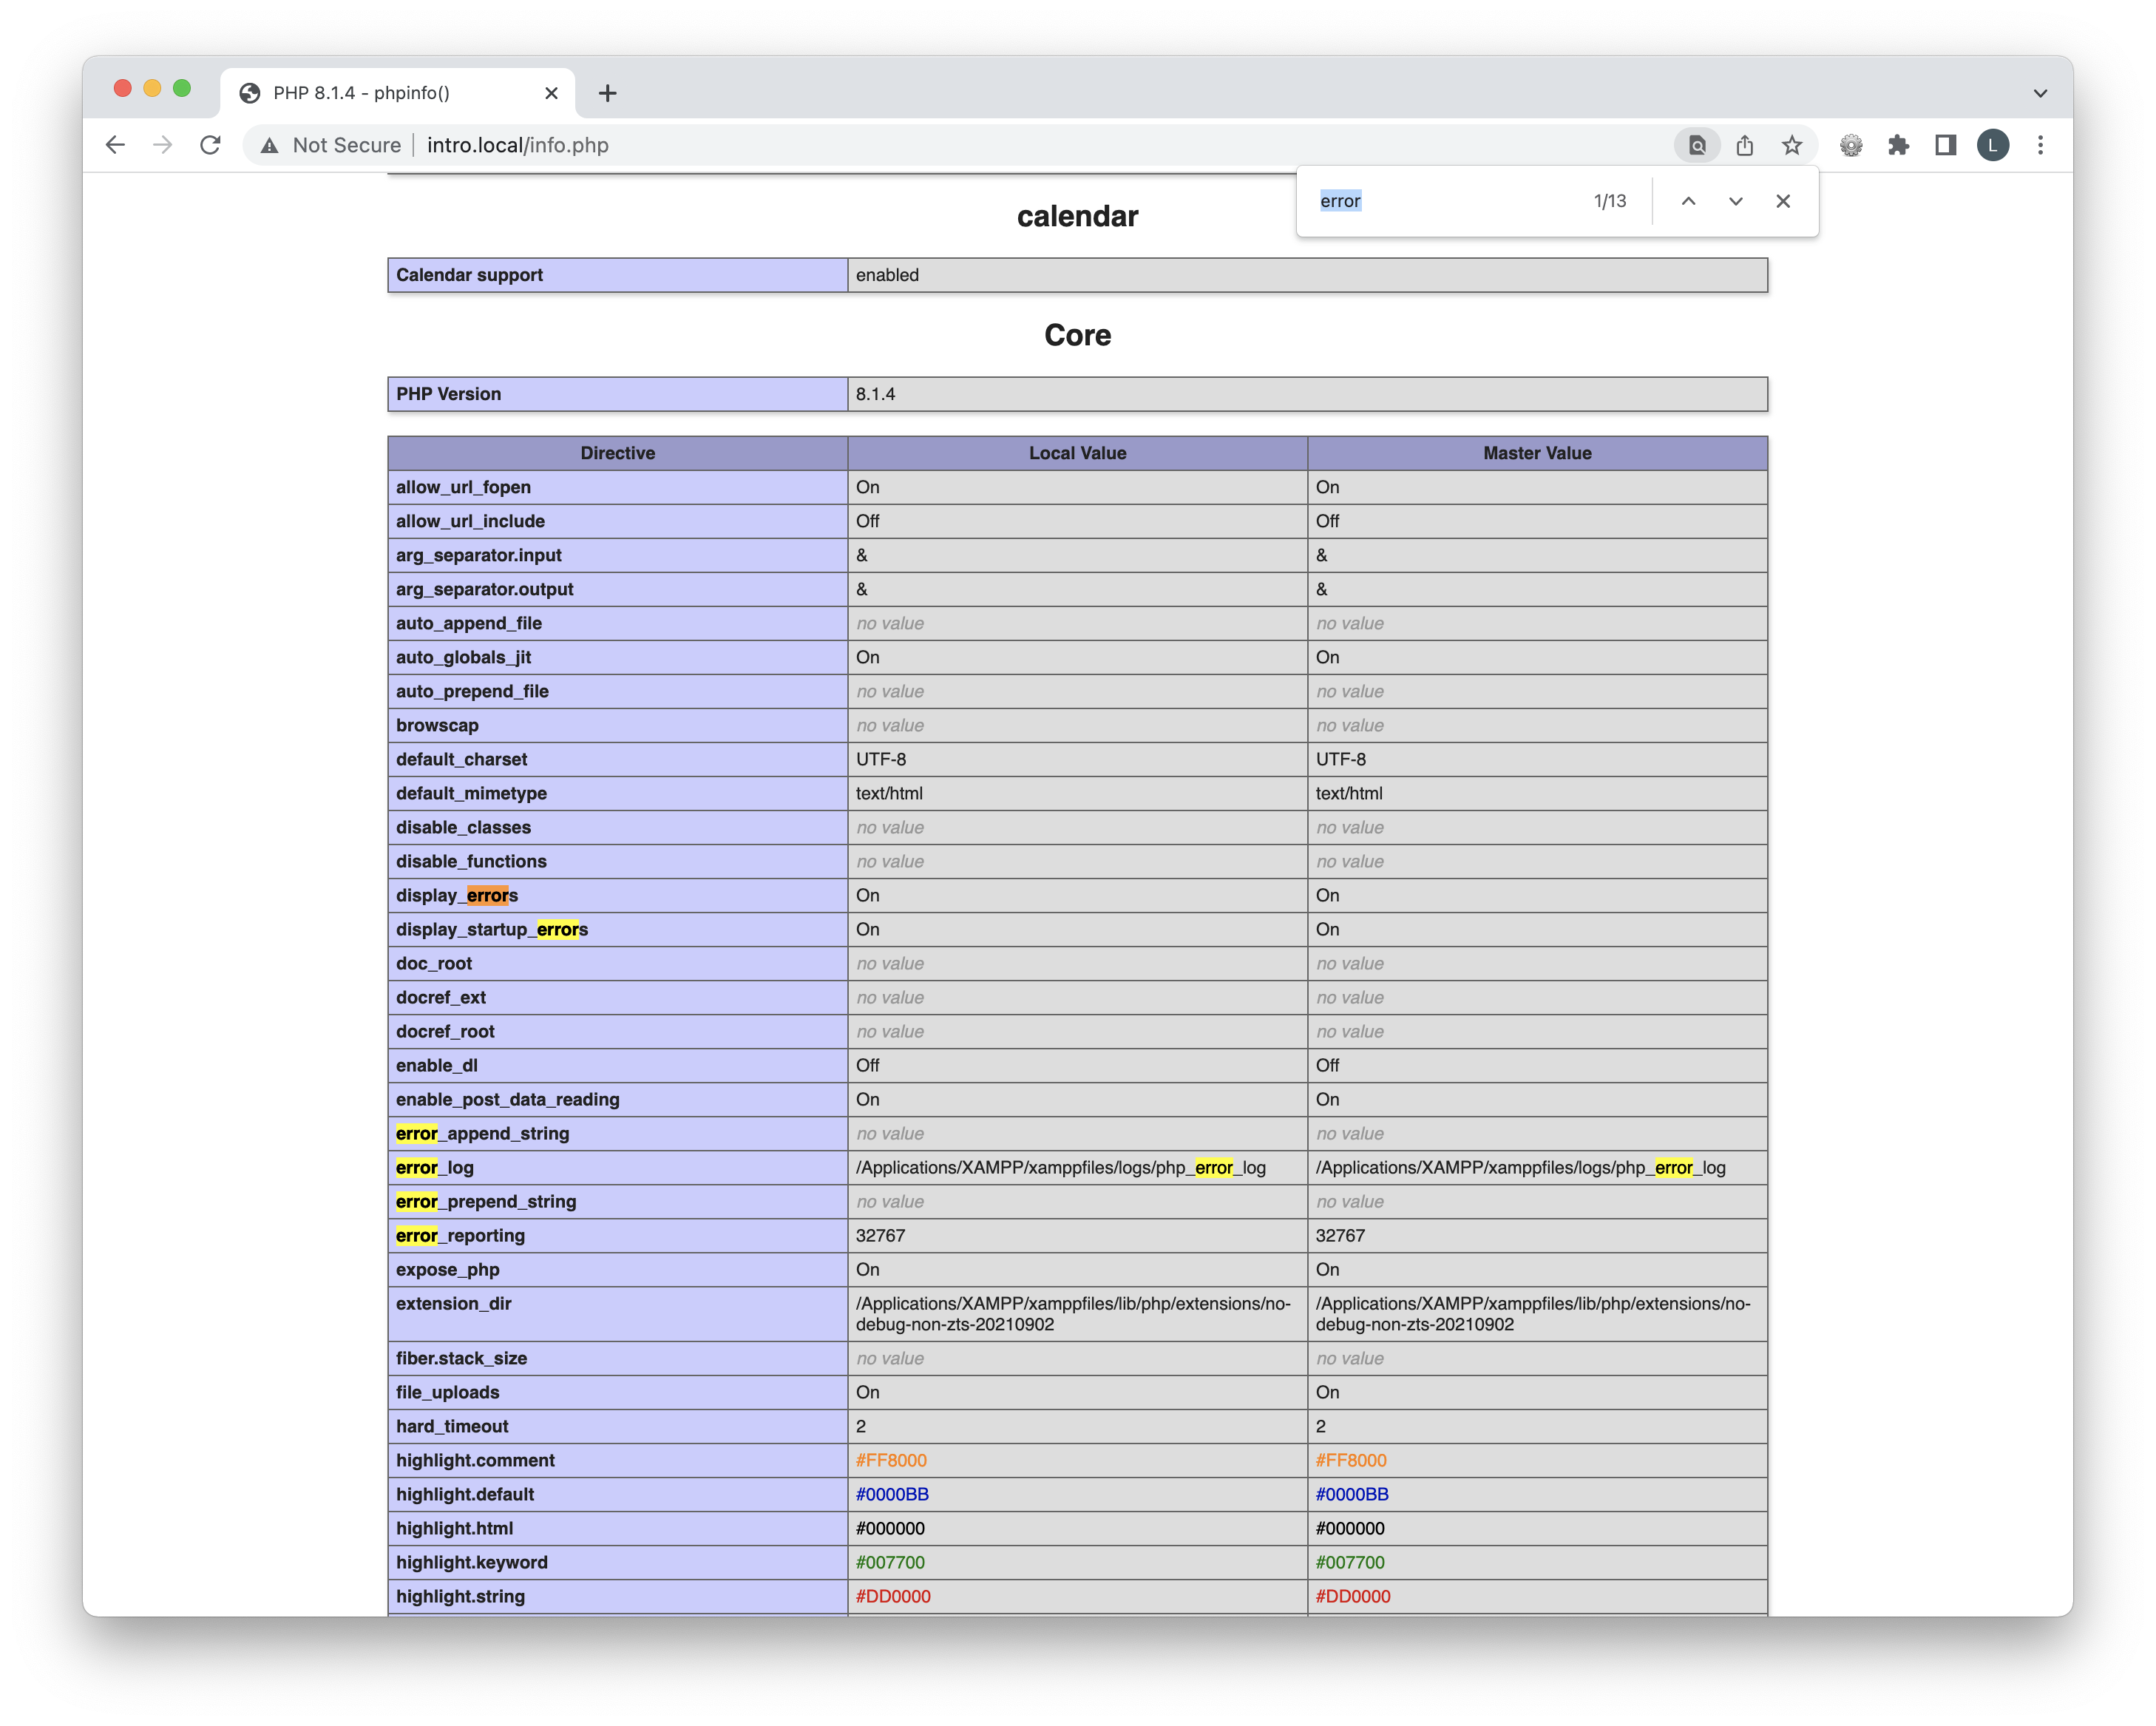 PHP 8.1.4 - phpinfo()
Not Secure intro.local/info.php L
error 1/13
calendar
Calendar support enabled
Core
PHP Version 8.1.4
Directive Local Value Master Value
allow_url_fopen On On
allow_url_include Off Off
arg_separator.input & &
arg_separator.output & &
auto_append_file no value no value
auto_globals_jit On On
auto_prepend_file no value no value
browscap no value no value
default_charset UTF-8 UTF-8
default_mimetype text/html text/html
disable_classes no value no value
disable_functions no value no value
display_errors On On
display_startup_errors On On
doc_root no value no value
docref_ext no value no value
docref_root no value no value
enable_dl Off Off
enable_post_data_reading On On
error_append_string no value no value
error_log /Applications/XAMPP/xamppfiles/logs/php_error_log /Applications/XAMPP/xamppfiles/logs/php_error_log
error_prepend_string no value no value
error_reporting 32767 32767
expose_php On On
extension_dir /Applications/XAMPP/xamppfiles/lib/php/extensions/no- /Applications/XAMPP/xamppfiles/lib/php/extensions/no-
debug-non-zts-20210902 debug-non-zts-20210902
fiber.stack_size no value no value
file_uploads On On
hard_timeout 2 2
highlight.comment #FF8000 #FF8000
highlight.default #0000BB #0000BB
highlight.html #000000 #000000
highlight.keyword #007700 #007700
highlight.string #DD0000 #DD0000